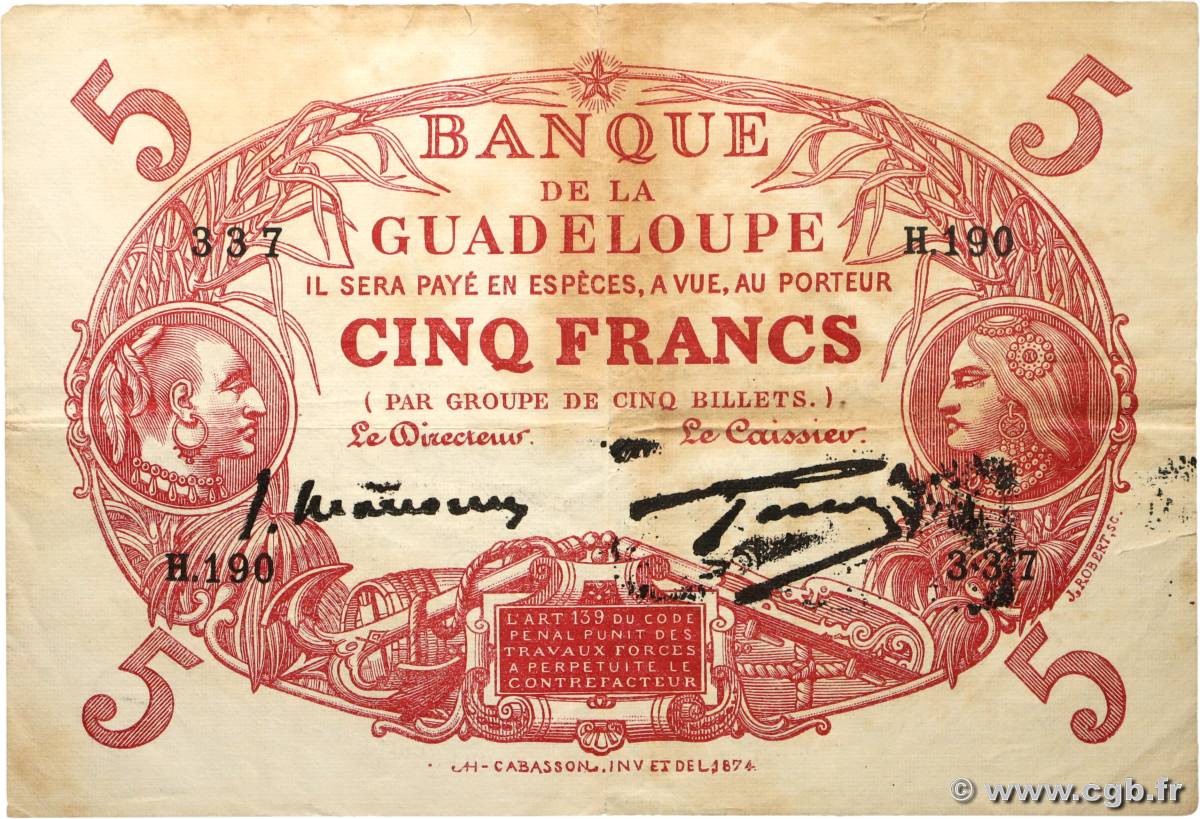 5 5
BANQUE
DE LA
GUADELOUPE
337 H.190
IL SERA PAYÉ EN ESPÈCES, A VUE, AU PORTEUR
CINQ FRANCS
( PAR GROUPE DE CINQ BILLETS. )
Le Directeur. Le Caissier.
H.190 337
J. ROBERT, SC.
L'ART 139 DU CODE
PENAL PUNIT DES
TRAVAUX FORCES
A PERPETUITE LE
CONTREFACTEUR
5 5
H-CABASSON, INV ET DEL, 1874
© www.cgb.fr